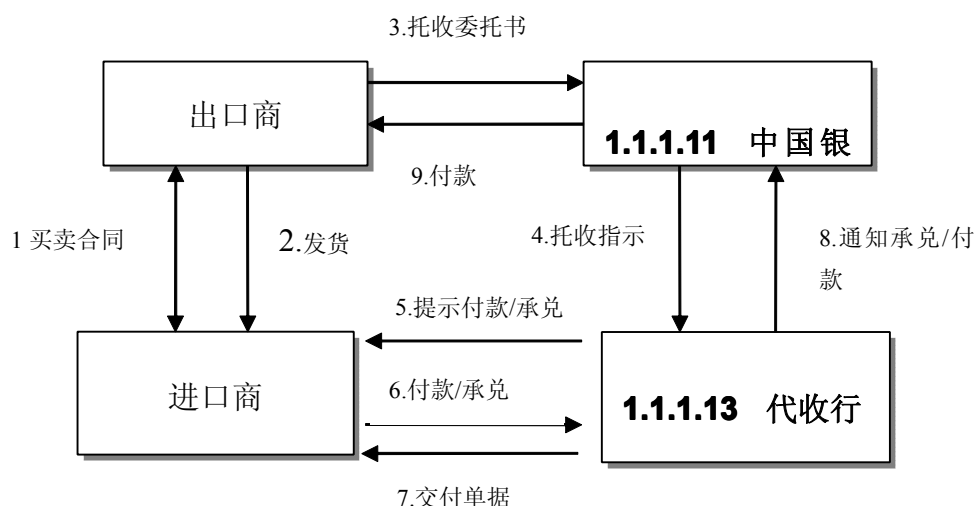 3.托收委托书
出口商
1.1.1.11 中国银
9.付款
1 买卖合同
2.发货
4.托收指示
8.通知承兑/付
款
5.提示付款/承兑
进口商
6.付款/承兑
1.1.1.13 代收行
7.交付单据